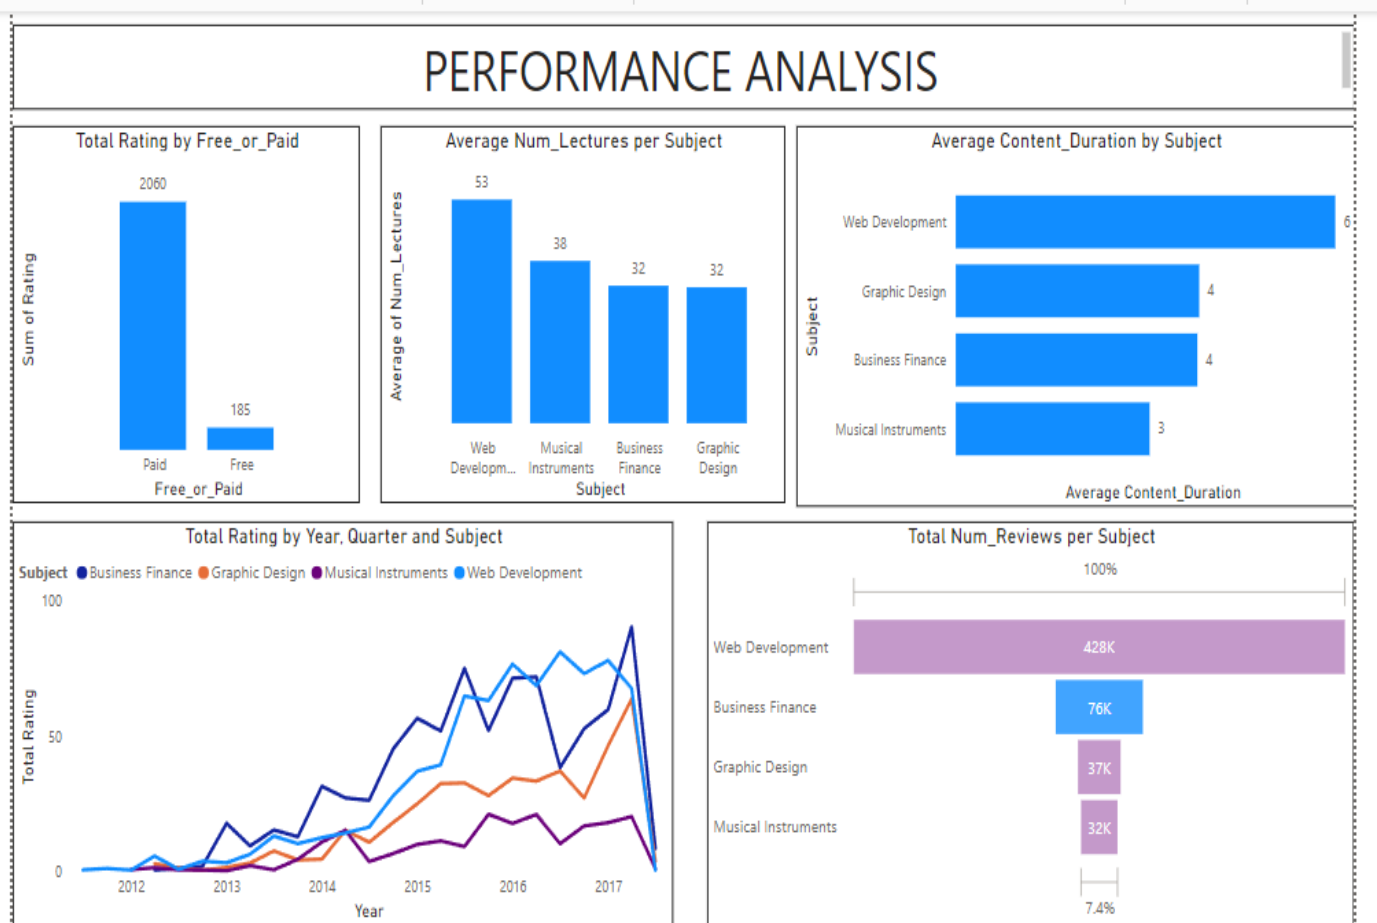 PERFORMANCE ANALYSIS
Total Rating by Free_or_Paid
2060
185
Sum of Rating
Paid
Free
Free_or_Paid
Average Num_Lectures per Subject
53
38
32
32
Average of Num_Lectures
Web
Developm...
Musical
Instruments
Business
Finance
Graphic
Design
Subject
Average Content_Duration by Subject
Subject
Web Development
6
Graphic Design
4
Business Finance
4
Musical Instruments
3
Average Content_Duration
Total Rating by Year, Quarter and Subject
Subject Business Finance Graphic Design Musical Instruments Web Development
100
50
0
Total Rating
2012 2013 2014 2015 2016 2017
Year
Total Num_Reviews per Subject
100%
Web Development 428K
Business Finance 76K
Graphic Design 37K
Musical Instruments 32K
7.4%